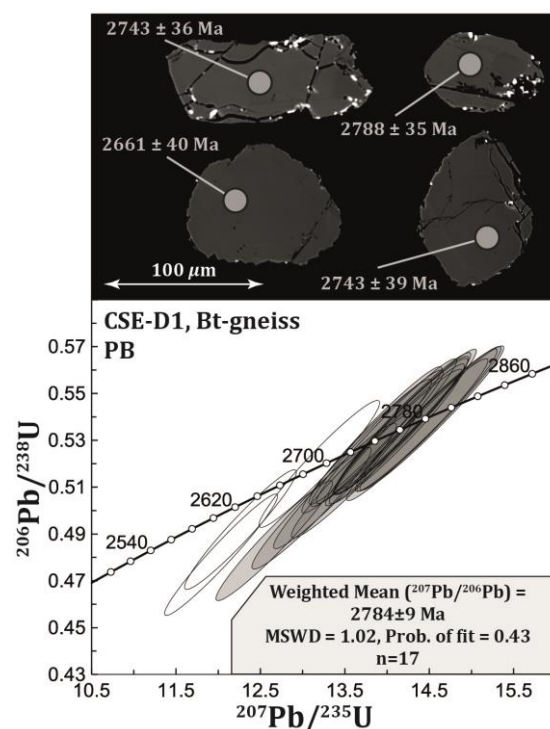 2743 ± 36 Ma
2788 ± 35 Ma
2661 ± 40 Ma
100 µm
2743 ± 39 Ma
CSE-D1, Bt-gneiss
PB
0.57
0.55
0.53
0.51
0.49
0.47
0.45
0.43
2860
2780
2700
2620
2540
Weighted Mean (²⁰⁷Pb/²⁰⁶Pb) =
2784±9 Ma
MSWD = 1.02, Prob. of fit = 0.43
n=17
10.5 11.5 12.5 13.5 14.5 15.5
²⁰⁶Pb/²³⁸U
²⁰⁷Pb/²³⁵U